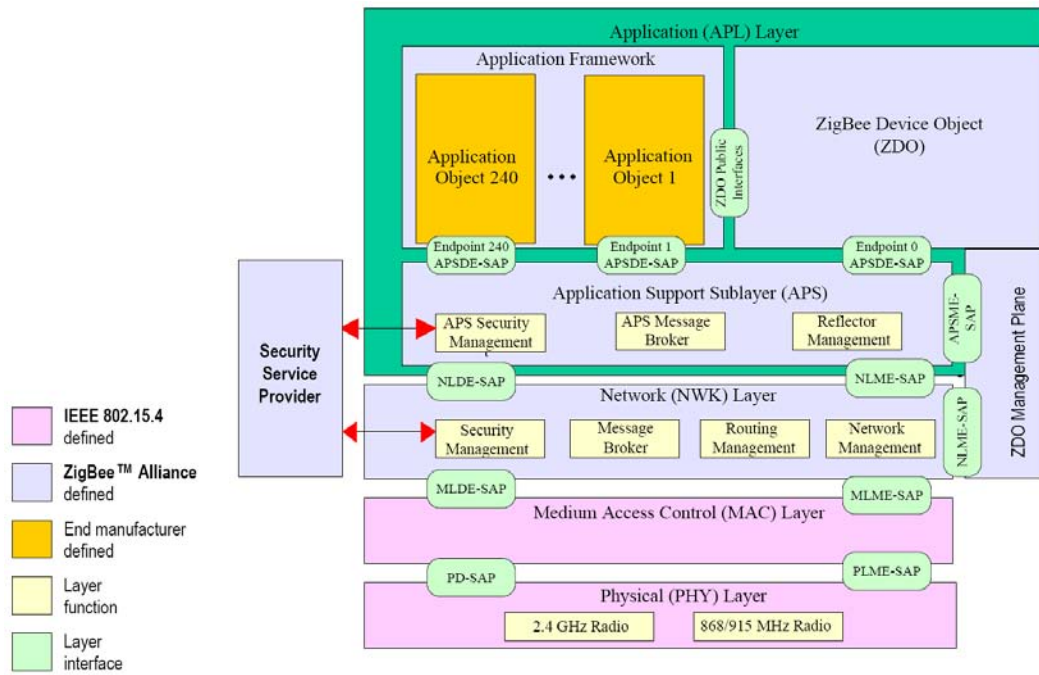 Application (APL) Layer
Application Framework
Application
Object 240
...
Application
Object 1
ZDO Public
Interfaces
ZigBee Device Object
(ZDO)
Endpoint 240
APSDE-SAP
Endpoint 1
APSDE-SAP
Endpoint 0
APSDE-SAP
Application Support Sublayer (APS)
APS Security
Management
APS Message
Broker
Reflector
Management
APSME-
SAP
NLDE-SAP
NLME-SAP
Security
Service
Provider
Network (NWK) Layer
Security
Management
Message
Broker
Routing
Management
Network
Management
NLME-SAP
ZDO Management Plane
MLDE-SAP
MLME-SAP
Medium Access Control (MAC) Layer
PD-SAP
PLME-SAP
Physical (PHY) Layer
2.4 GHz Radio
868/915 MHz Radio
IEEE 802.15.4
defined
ZigBee™ Alliance
defined
End manufacturer
defined
Layer
function
Layer
interface